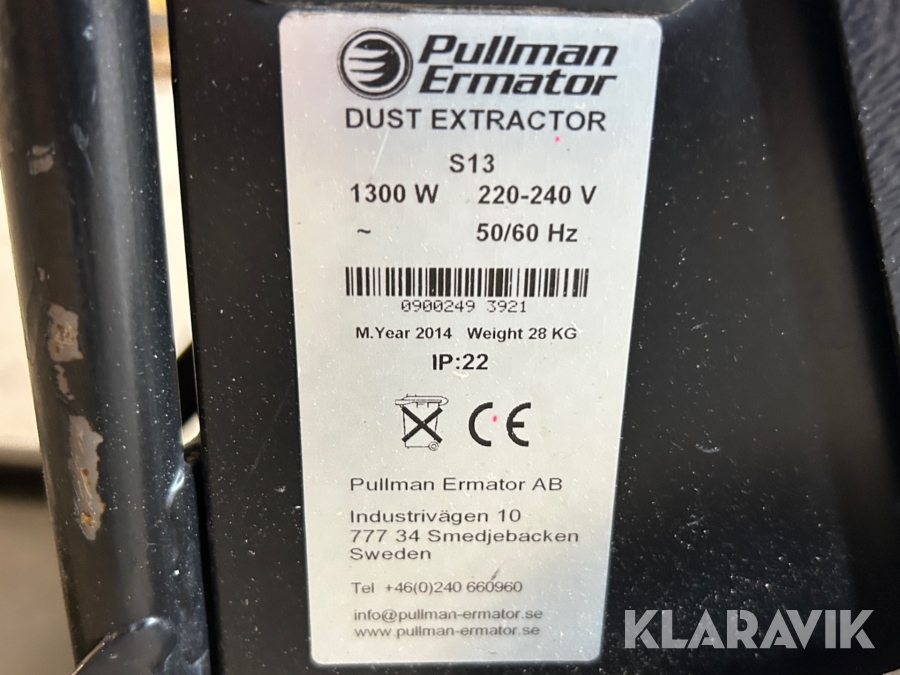 Pullman
Ermator
DUST EXTRACTOR
S13
1300 W 220-240 V
~ 50/60 Hz
0900249 3921
M.Year 2014 Weight 28 KG
IP:22
CE
Pullman Ermator AB
Industrivägen 10
777 34 Smedjebacken
Sweden
Tel +46(0)240 660960
info@pullman-ermator.se
www.pullman-ermator.se
KLARAVIK